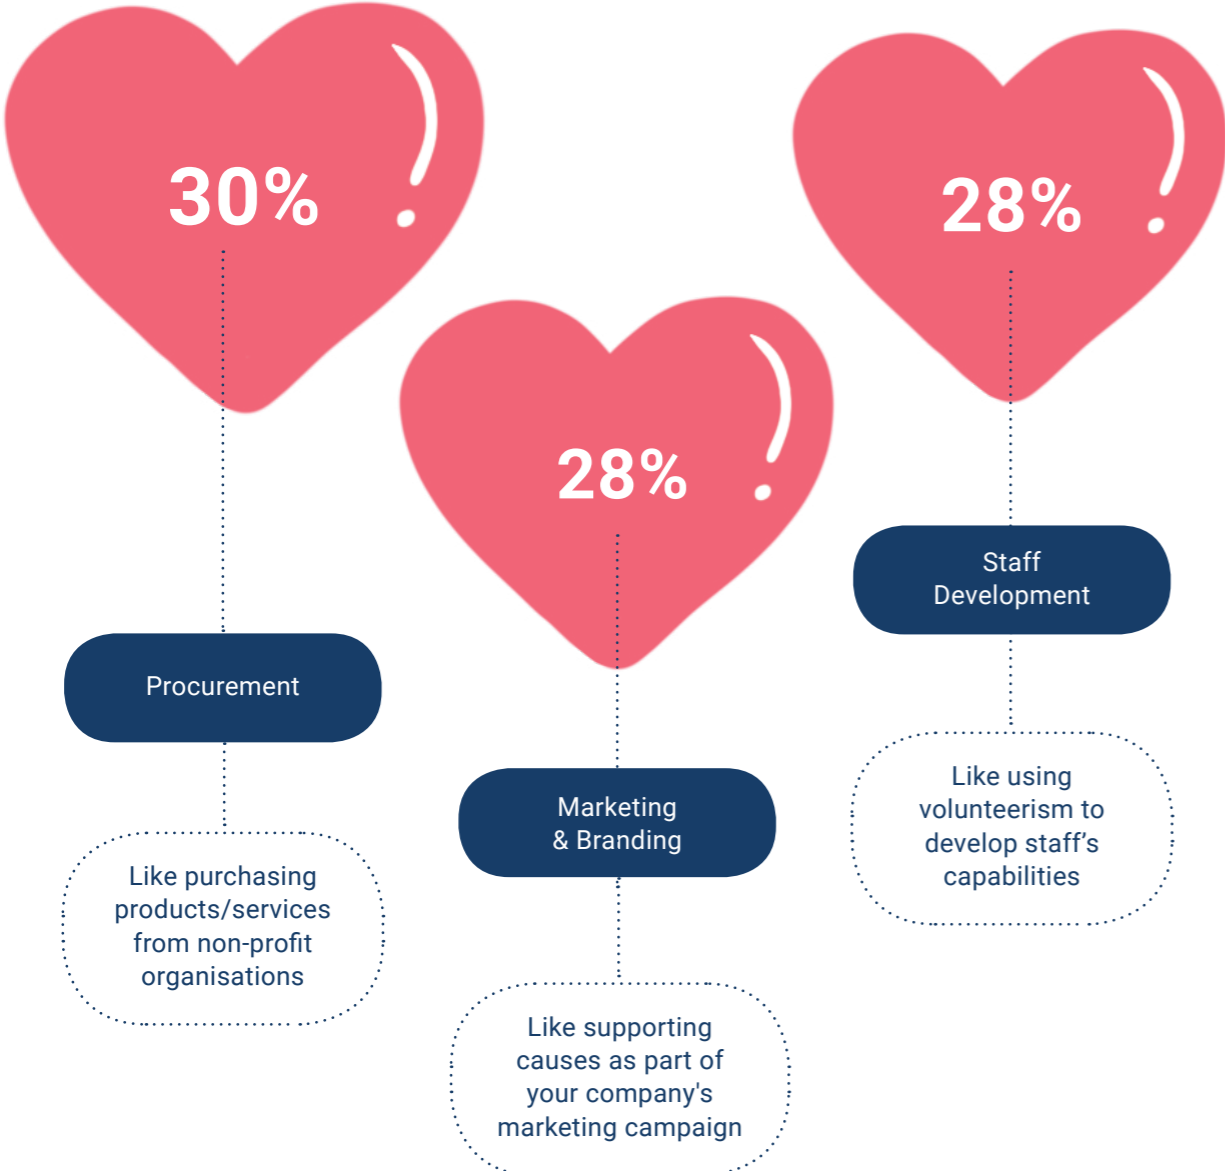 30%
Procurement
Like purchasing
products/services
from non-profit
organisations
28%
Marketing
& Branding
Like supporting
causes as part of
your company's
marketing campaign
28%
Staff
Development
Like using
volunteerism to
develop staff’s
capabilities